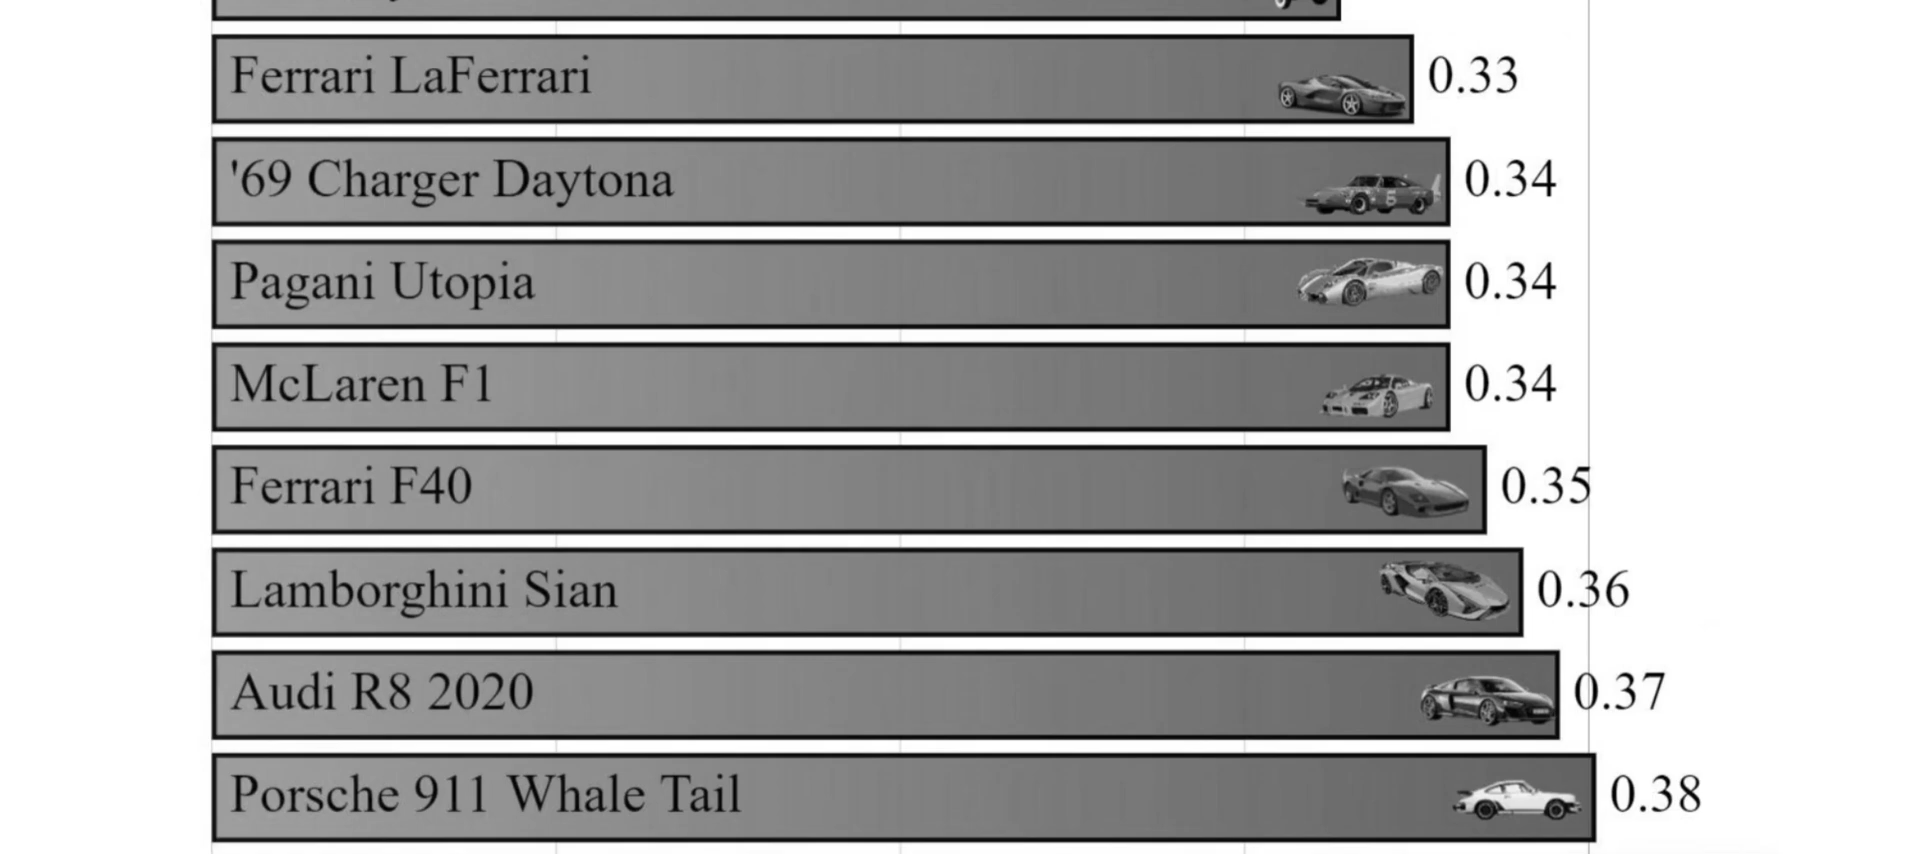 Ferrari LaFerrari 0.33
'69 Charger Daytona 0.34
Pagani Utopia 0.34
McLaren F1 0.34
Ferrari F40 0.35
Lamborghini Sian 0.36
Audi R8 2020 0.37
Porsche 911 Whale Tail 0.38